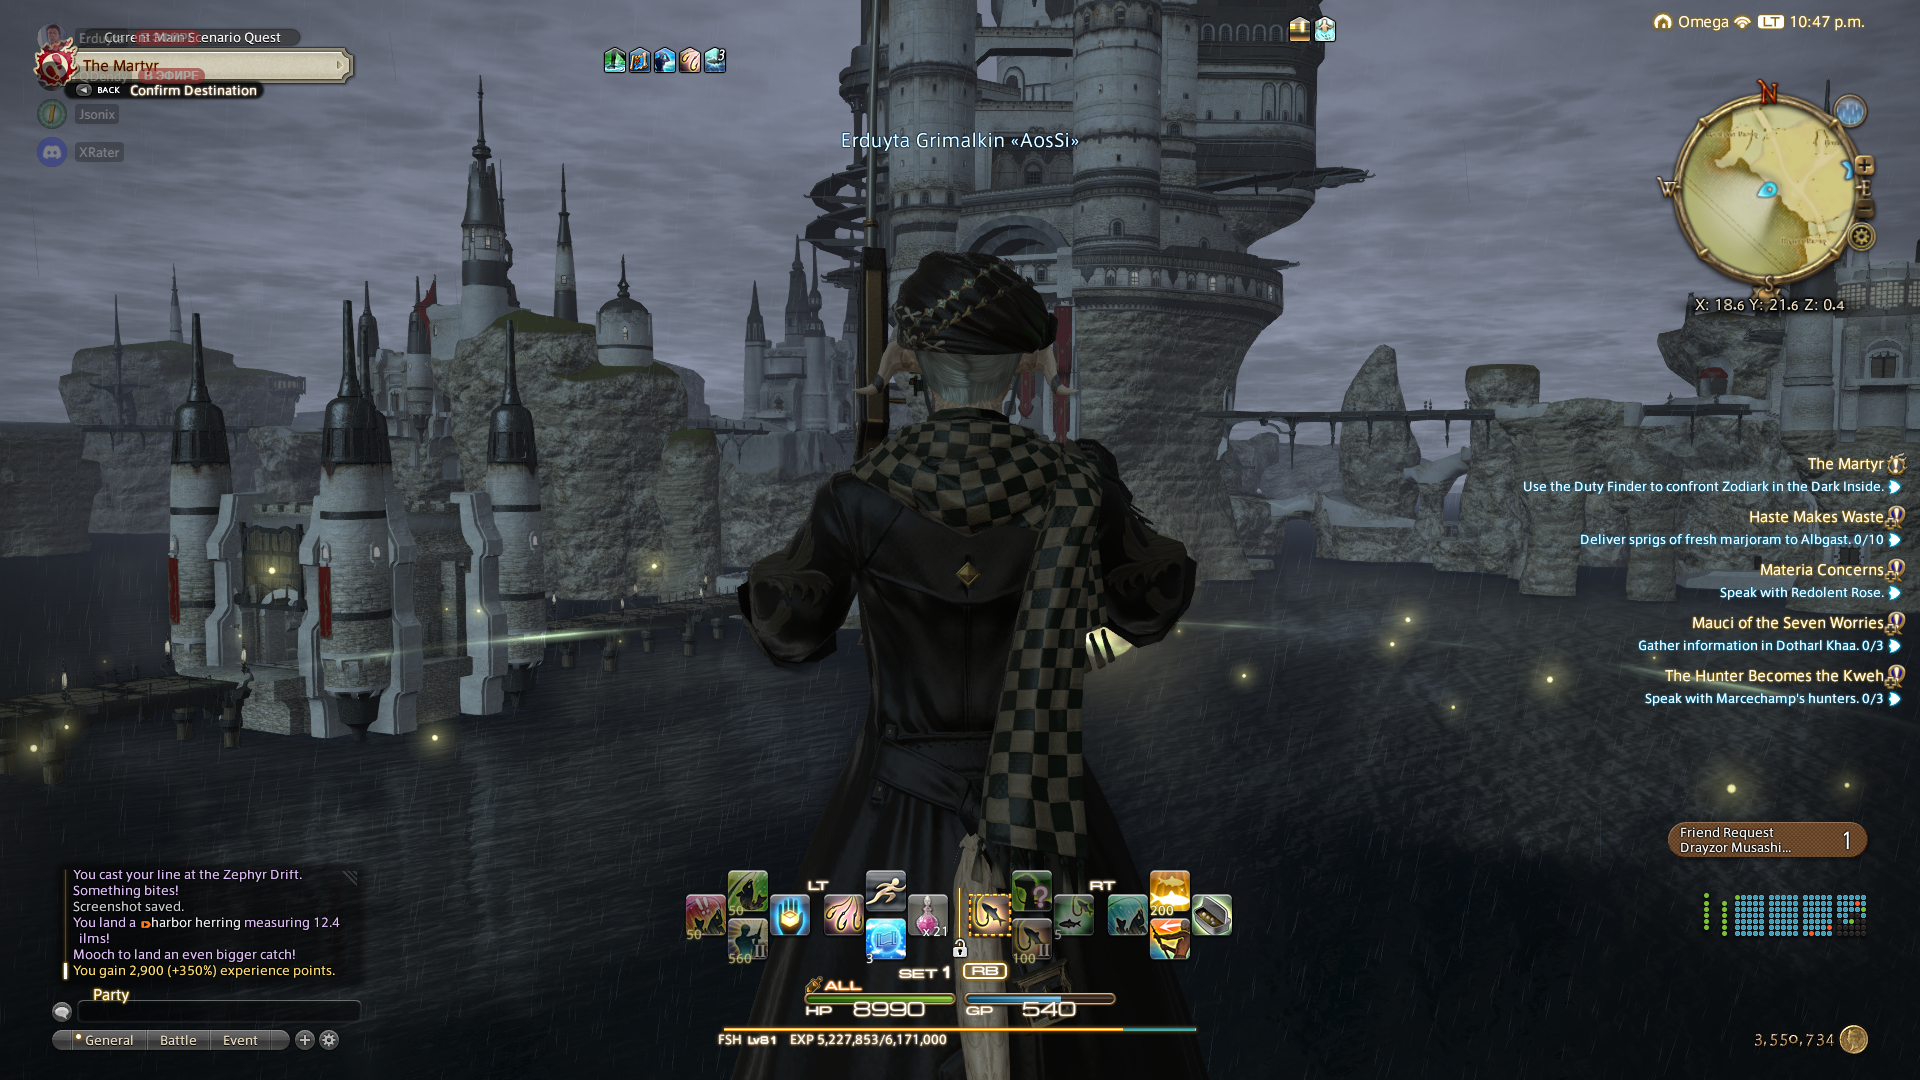 Current Main Scenario Quest
The Martyr
В ЭФИРЕ
BACK Confirm Destination
Jsonix
XRater
Erduyta Grimalkin «AosSi»
3
Omega LT 10:47 p.m.
N
W
E
S
X: 18.6 Y: 21.6 Z: 0.4
The Martyr
Use the Duty Finder to confront Zodiark in the Dark Inside.
Haste Makes Waste
Deliver sprigs of fresh marjoram to Albgast. 0/10
Materia Concerns
Speak with Redolent Rose.
Mauci of the Seven Worries
Gather information in Dotharl Khaa. 0/3
The Hunter Becomes the Kweh
Speak with Marcechamp's hunters. 0/3
Friend Request
Drayzor Musashi... 1
You cast your line at the Zephyr Drift.
Something bites!
Screenshot saved.
You land a harbor herring measuring 12.4
ilms!
Mooch to land an even bigger catch!
You gain 2,900 (+350%) experience points.
Party
General Battle Event
LT RT
50
50
560
II
3
x 21
100
II
5
200
SET 1 RB
ALL
HP 8990 GP 540
FSH Lv81 EXP 5,227,853/6,171,000
3,550,734